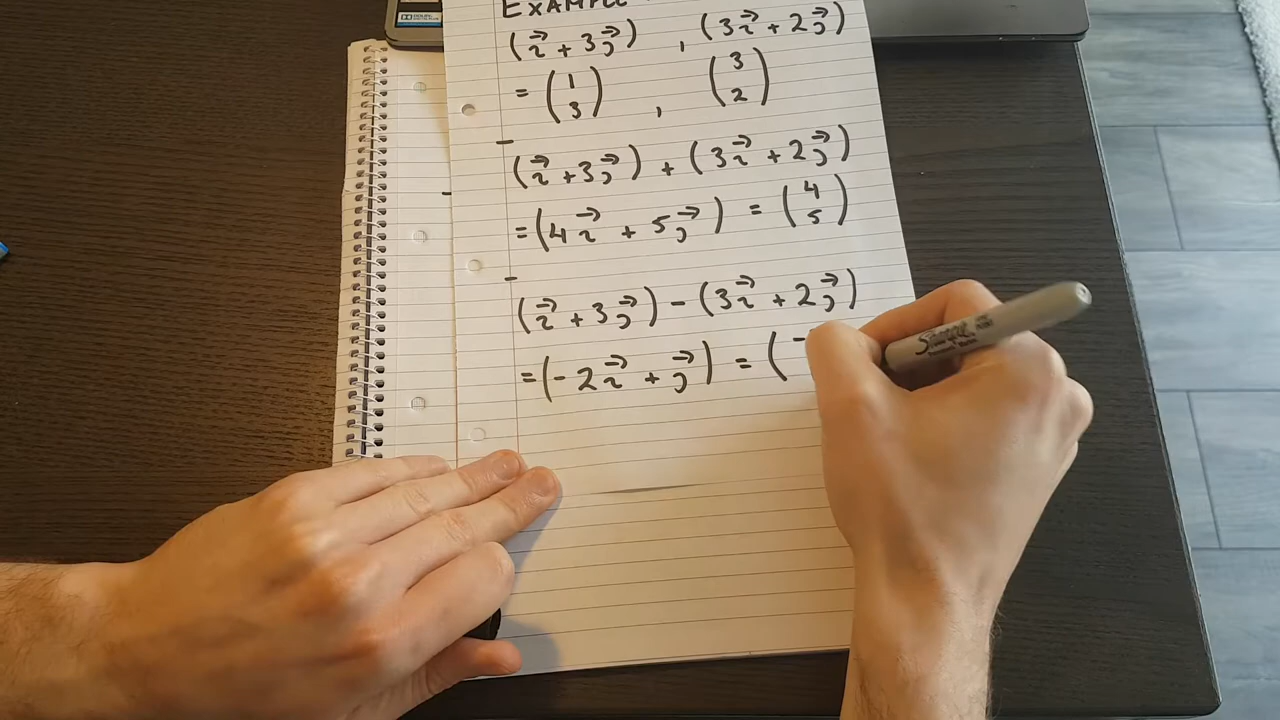 EXAMPLE
(i⃗ + 3j⃗) , (3i⃗ + 2j⃗)
= (1 3) , (3 2)
- (i⃗ + 3j⃗) + (3i⃗ + 2j⃗)
= (4i⃗ + 5j⃗) = (4 5)
- (i⃗ + 3j⃗) - (3i⃗ + 2j⃗)
= (-2i⃗ + j⃗) = (-
Sharpie